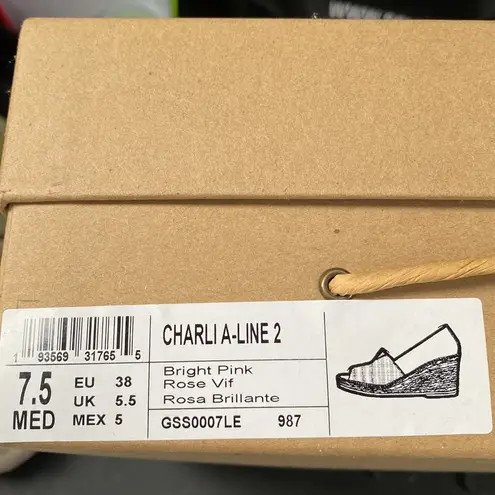 1 93569 31765 5
7.5 EU 38
UK 5.5
MED MEX 5
CHARLI A-LINE 2
Bright Pink
Rose Vif
Rosa Brillante
GSS0007LE 987